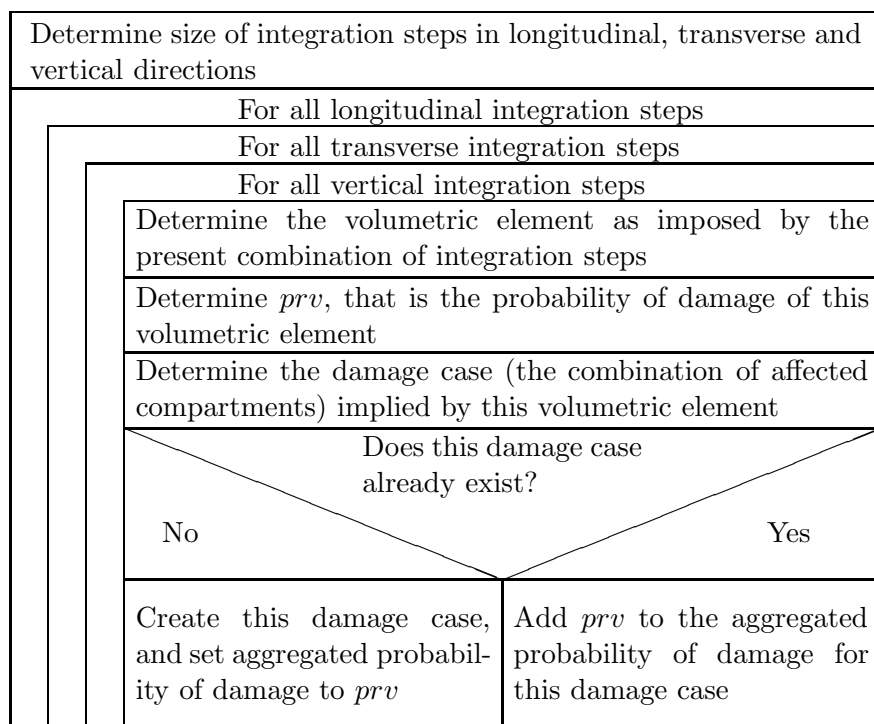 Determine size of integration steps in longitudinal, transverse and
vertical directions
For all longitudinal integration steps
For all transverse integration steps
For all vertical integration steps
Determine the volumetric element as imposed by the
present combination of integration steps
Determine prv, that is the probability of damage of this
volumetric element
Determine the damage case (the combination of affected
compartments) implied by this volumetric element
Does this damage case
already exist?
No
Yes
Create this damage case,
and set aggregated probabil-
ity of damage to prv
Add prv to the aggregated
probability of damage for
this damage case